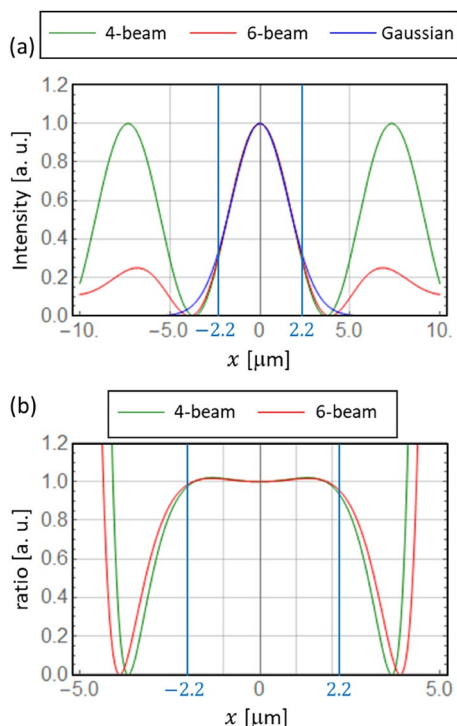 4-beam 6-beam Gaussian
(a)
1.2
1.0
0.8
0.6
0.4
0.2
0.0
Intensity [a. u.]
-10. -5.0 -2.2 0 2.2 5.0 10.
x [μm]
(b)
4-beam 6-beam
1.2
1.0
0.8
0.6
0.4
0.2
0.0
ratio [a. u.]
-5.0 -2.2 0 2.2 5.0
x [μm]